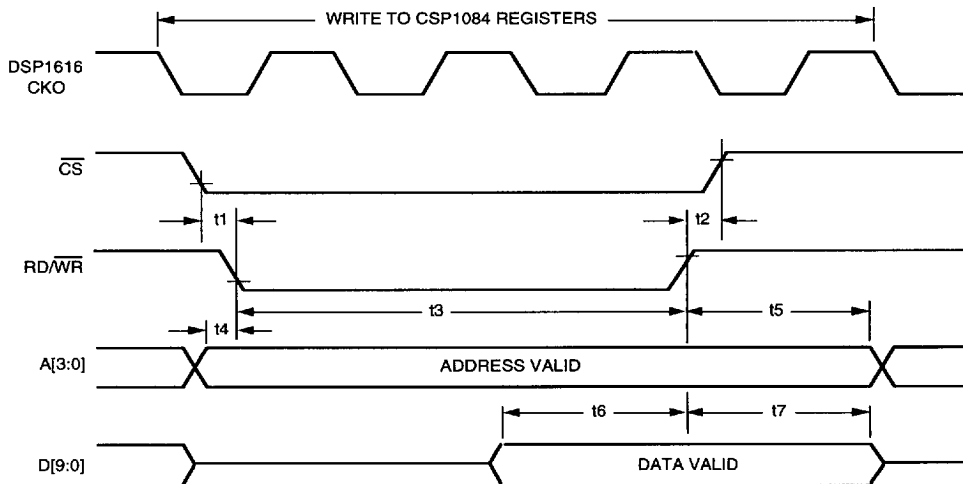 WRITE TO CSP1084 REGISTERS
DSP1616
CKO
CS
t1
t2
RD/WR
t3
t5
t4
A[3:0]
ADDRESS VALID
t6
t7
D[9:0]
DATA VALID